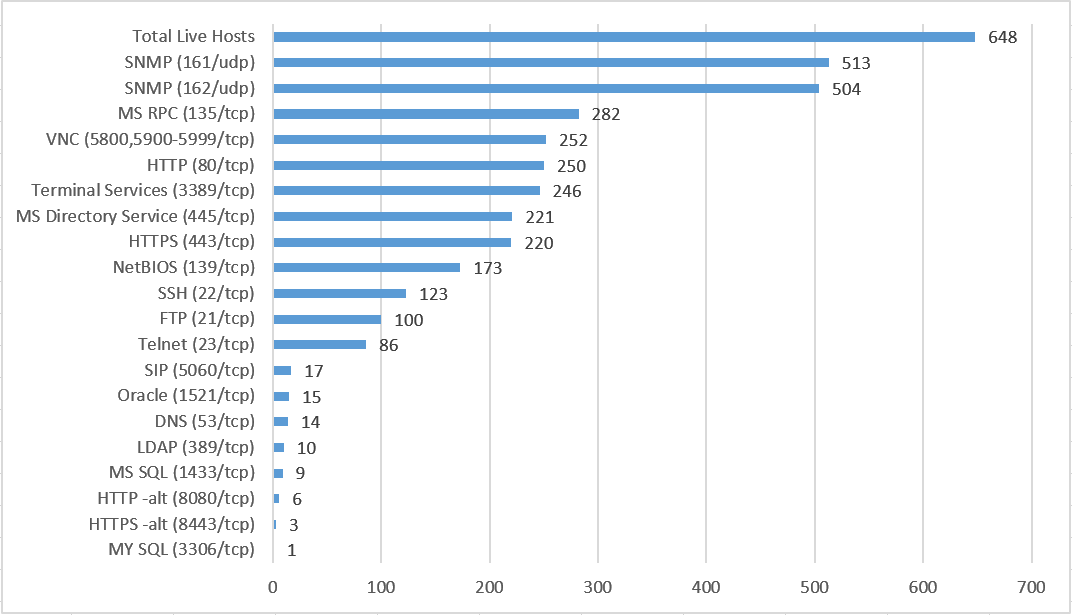 Total Live Hosts 648
SNMP (161/udp) 513
SNMP (162/udp) 504
MS RPC (135/tcp) 282
VNC (5800,5900-5999/tcp) 252
HTTP (80/tcp) 250
Terminal Services (3389/tcp) 246
MS Directory Service (445/tcp) 221
HTTPS (443/tcp) 220
NetBIOS (139/tcp) 173
SSH (22/tcp) 123
FTP (21/tcp) 100
Telnet (23/tcp) 86
SIP (5060/tcp) 17
Oracle (1521/tcp) 15
DNS (53/tcp) 14
LDAP (389/tcp) 10
MS SQL (1433/tcp) 9
HTTP -alt (8080/tcp) 6
HTTPS -alt (8443/tcp) 3
MY SQL (3306/tcp) 1
0 100 200 300 400 500 600 700